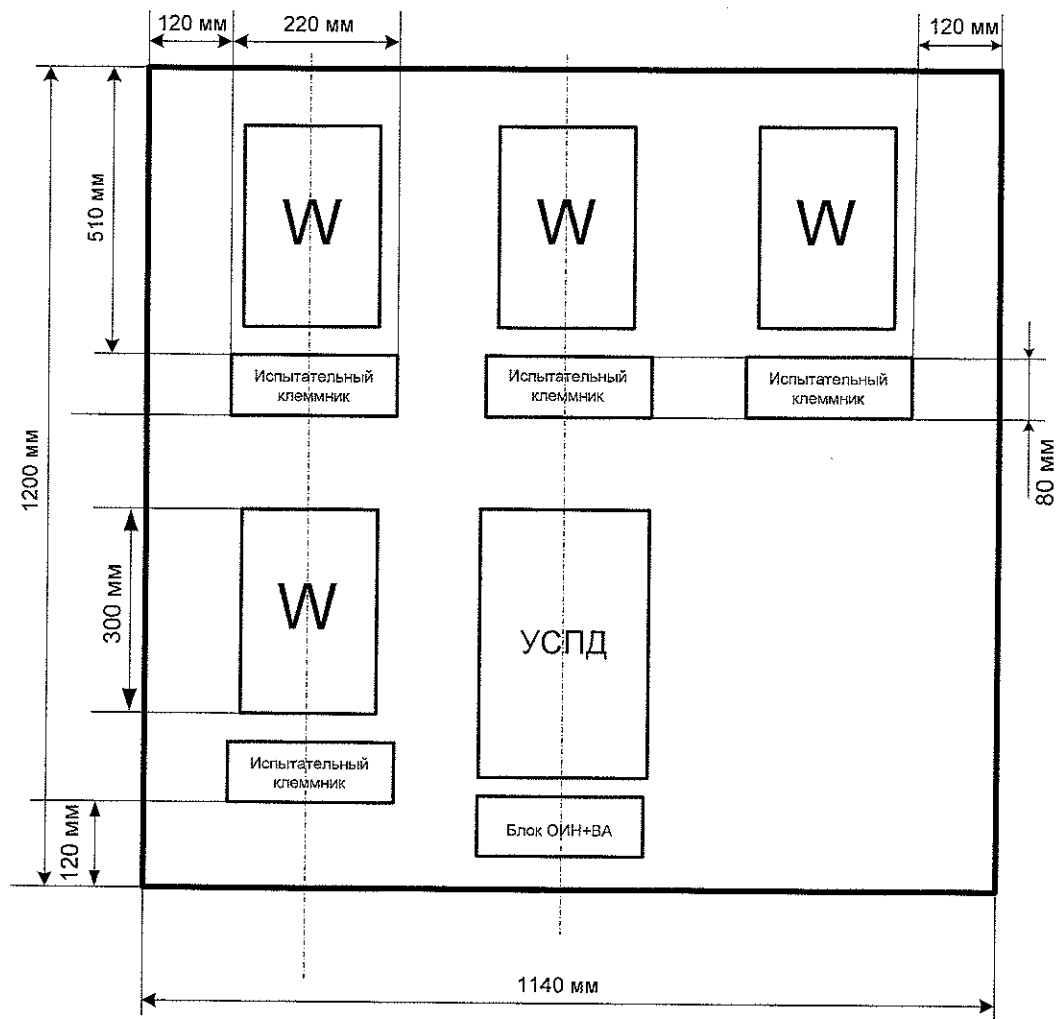 120 мм
220 мм
120 мм
510 мм
W
W
W
Испытательный
клеммник
Испытательный
клеммник
Испытательный
клеммник
80 мм
1200 мм
300 мм
W
УСПД
Испытательный
клеммник
Блок ОИН+ВА
120 мм
1140 мм